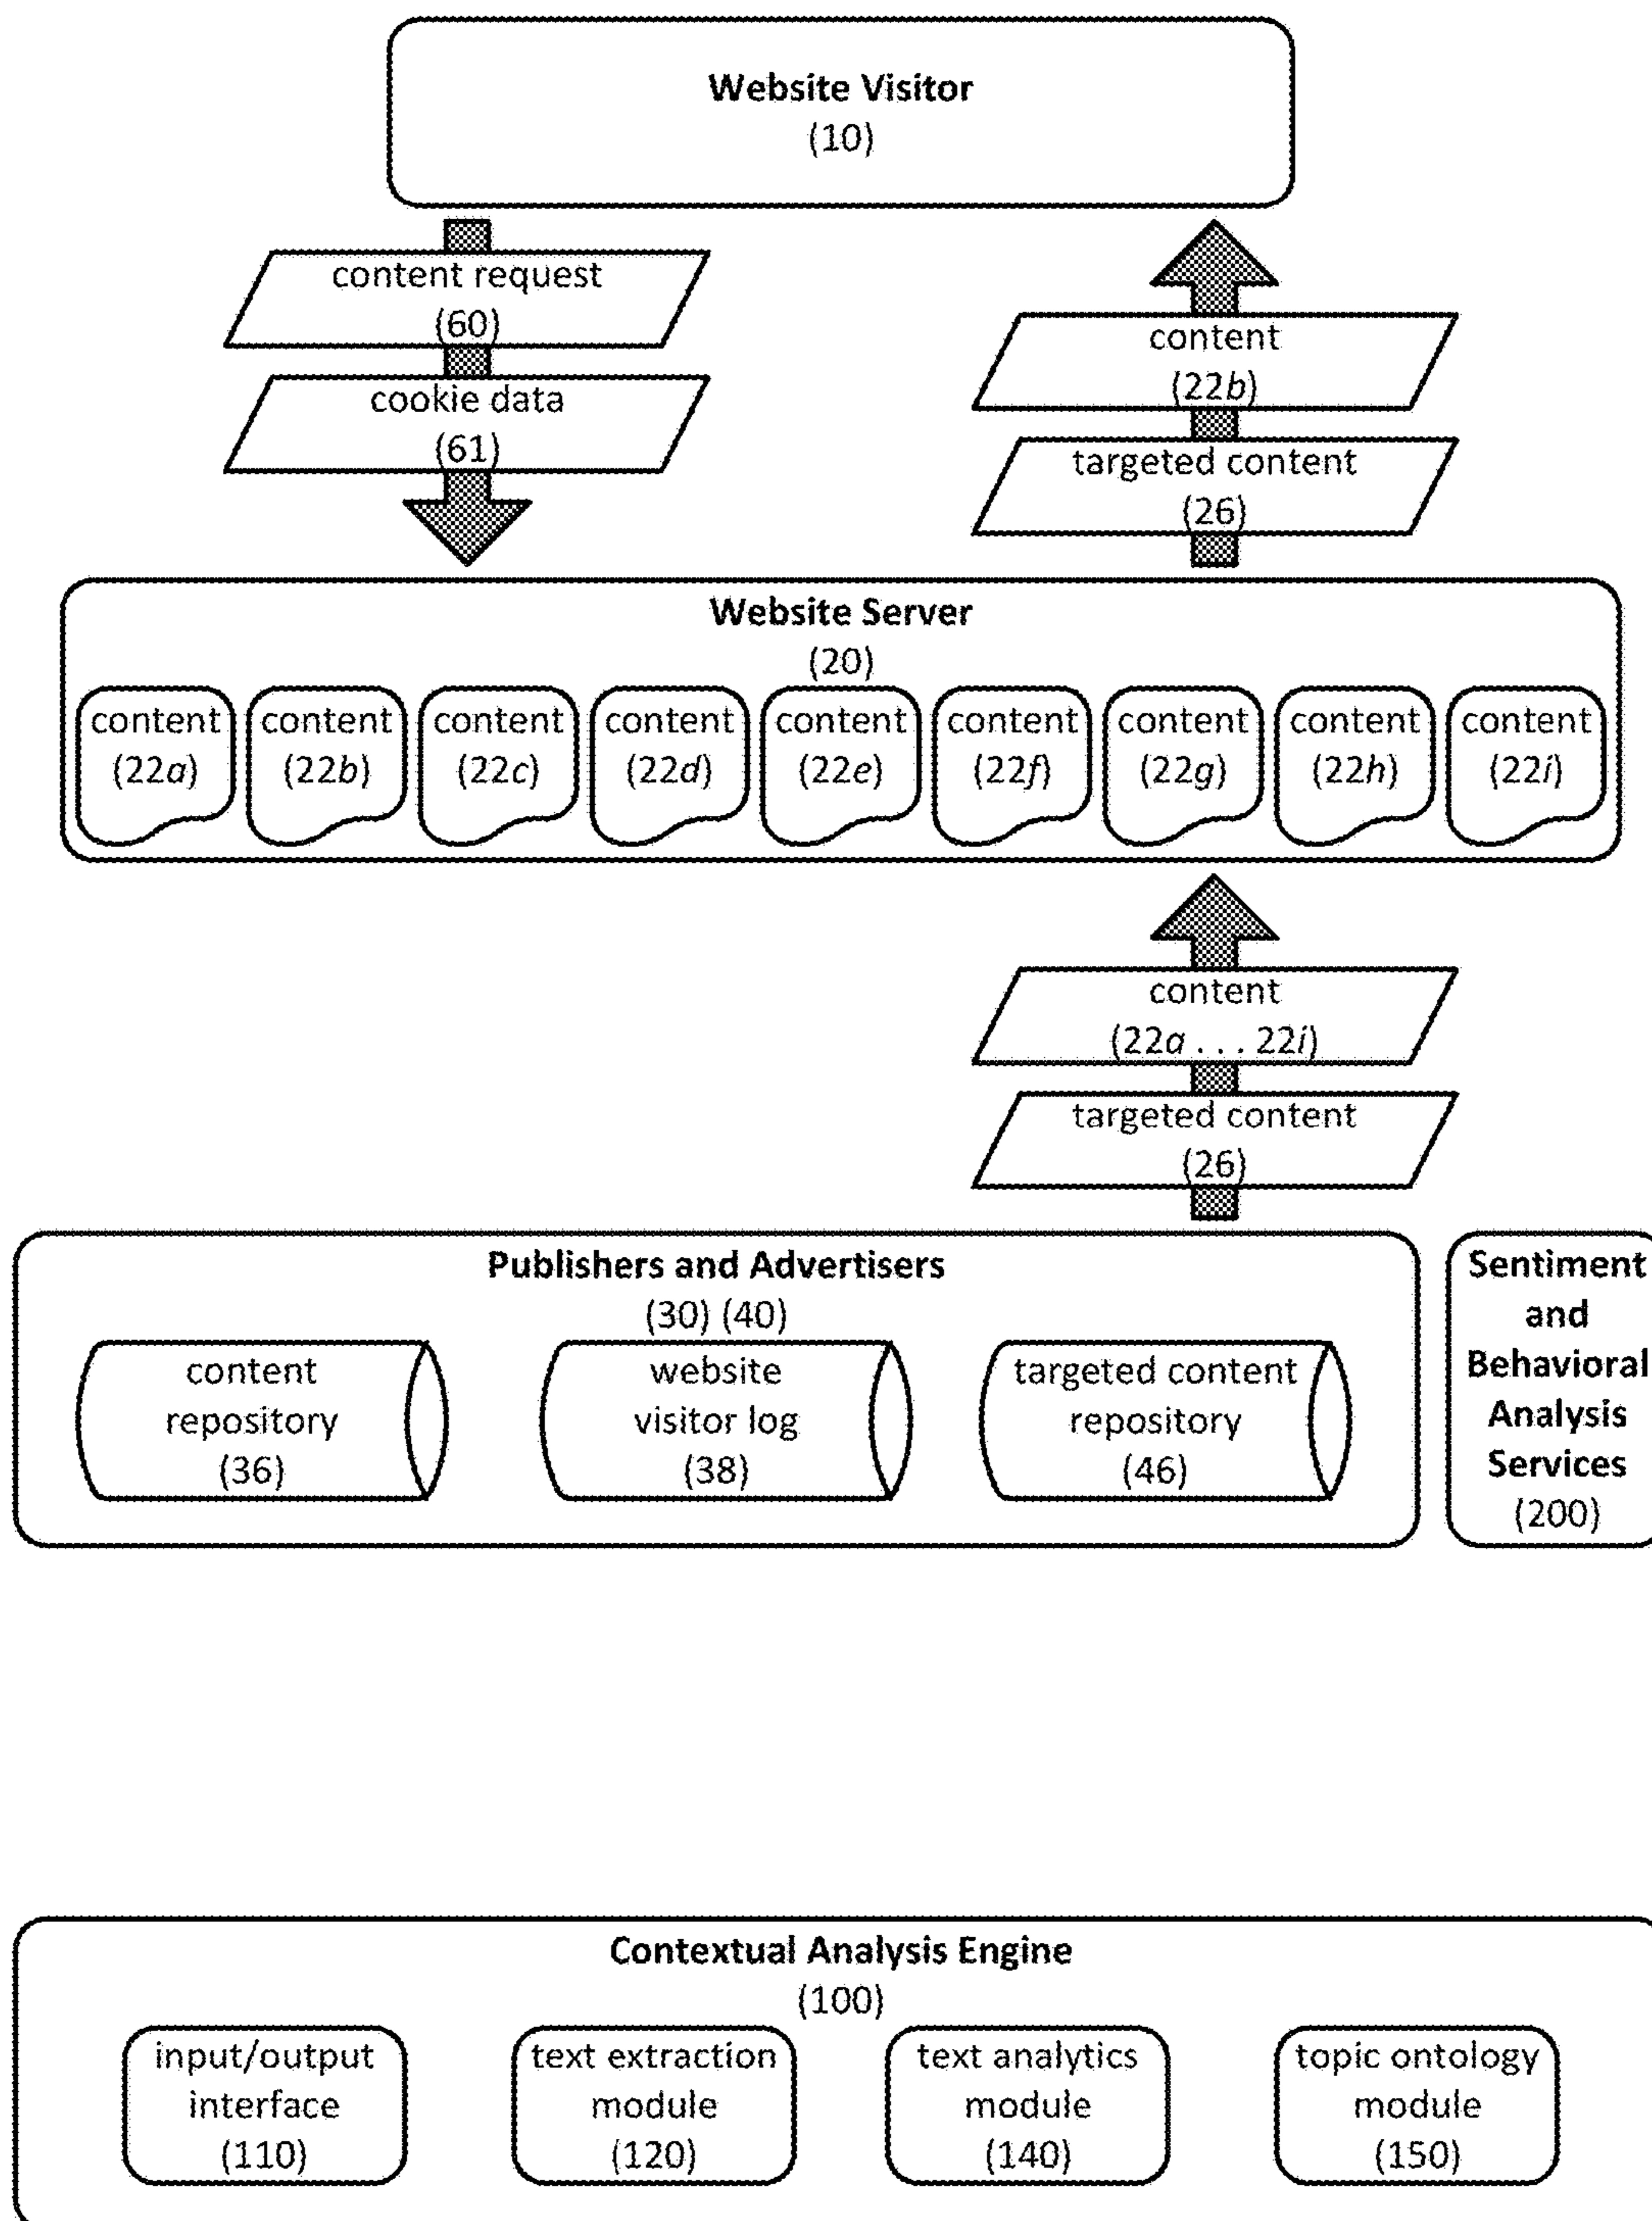 Website Visitor
(10)
content request
(60)
cookie data
(61)
content
(22b)
targeted content
(26)
Website Server
(20)
content
(22a)
content
(22b)
content
(22c)
content
(22d)
content
(22e)
content
(22f)
content
(22g)
content
(22h)
content
(22i)
content
(22a . . . 22i)
targeted content
(26)
Publishers and Advertisers
(30) (40)
content
repository
(36)
website
visitor log
(38)
targeted content
repository
(46)
Sentiment
and
Behavioral
Analysis
Services
(200)
Contextual Analysis Engine
(100)
input/output
interface
(110)
text extraction
module
(120)
text analytics
module
(140)
topic ontology
module
(150)